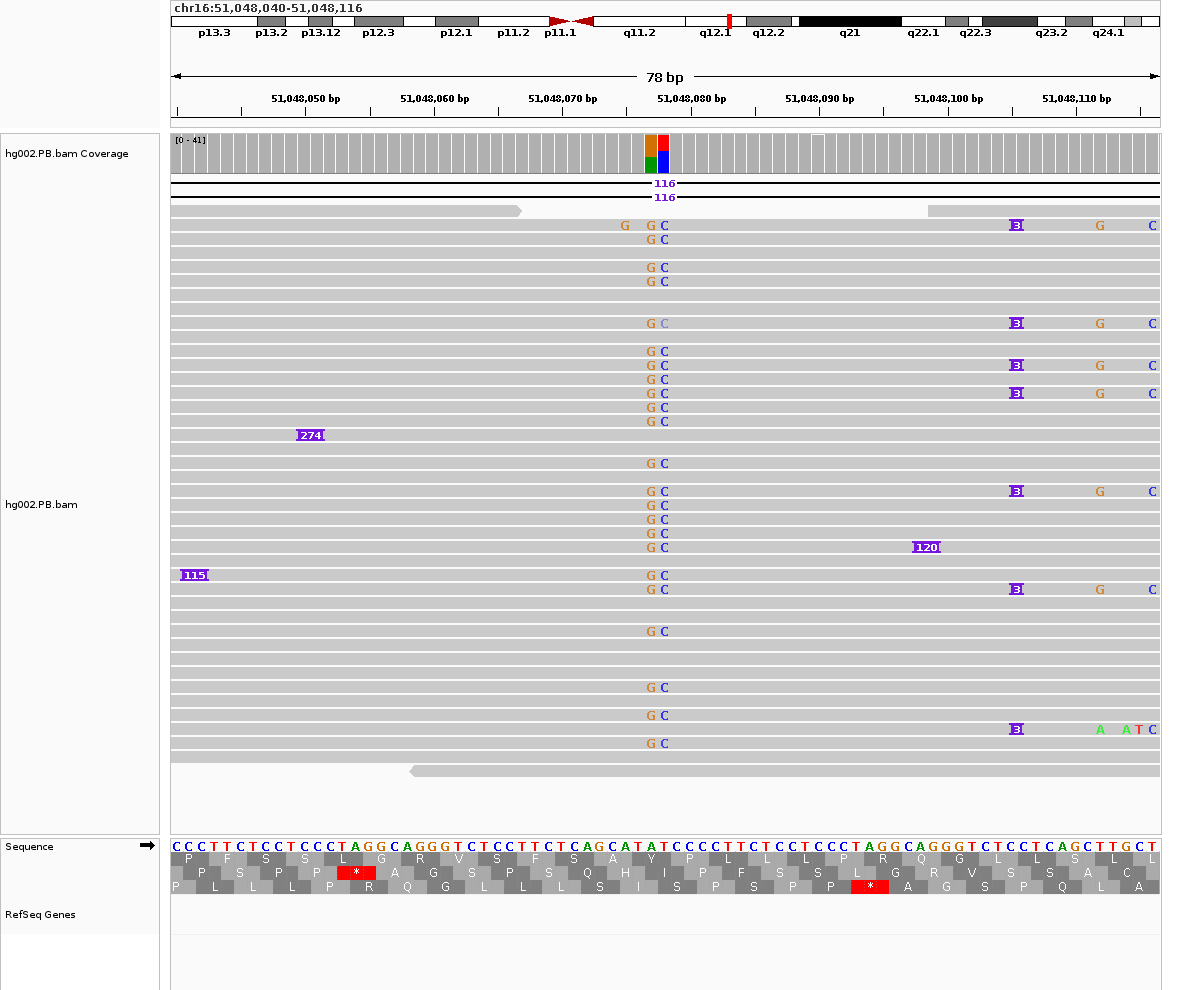 chr16:51,048,040-51,048,116
p13.3 p13.2 p13.12 p12.3 p12.1 p11.2 p11.1 q11.2 q12.1 q12.2 q21 q22.1 q22.3 q23.2 q24.1
78 bp
51,048,050 bp 51,048,060 bp 51,048,070 bp 51,048,080 bp 51,048,090 bp 51,048,100 bp 51,048,110 bp
[0 - 41]
hg002.PB.bam Coverage
116
116
G G C 3 G C
G C
G C
G C
G C 3 G C
G C
G C 3 G C
G C
G C 3 G C
G C
G C
274
G C
G C 3 G C
hg002.PB.bam G C
G C
G C
G C 120
115 G C
G C 3 G C
G C
G C
G C
3 A A T C
G C
Sequence C C C T T C T C C T C C C T A G G C A G G G T C T C C T T C T C A G C A T A T C C C C T T C T C C T C C C T A G G C A G G G T C T C C T C A G C T T G C T
P F S S L G R V S F S A Y P L L L P R Q G L L S L L
P S P P * A G S P S Q H I P F S S L G R V S S A C
P L L L P R Q G L L L S I S P S P P * A G S P Q L A
RefSeq Genes